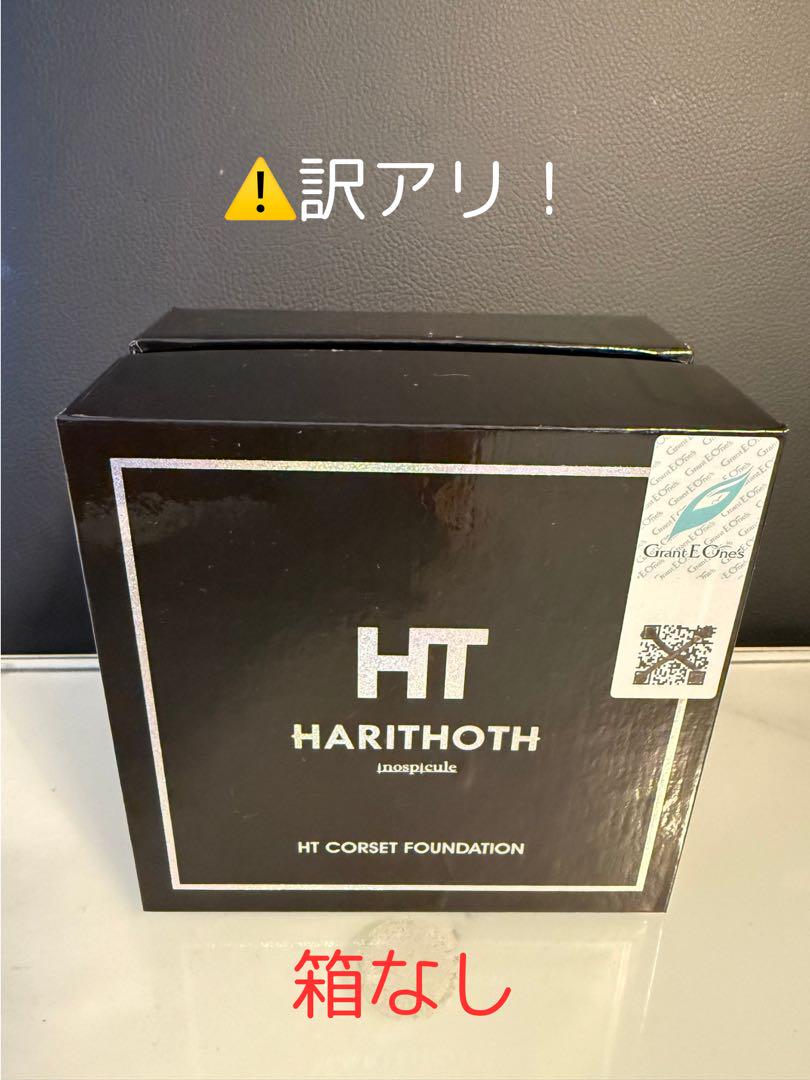 ⚠️訳アリ！
Grant E One's
HT
HARITHOTH
inospicule
HT CORSET FOUNDATION
箱なし